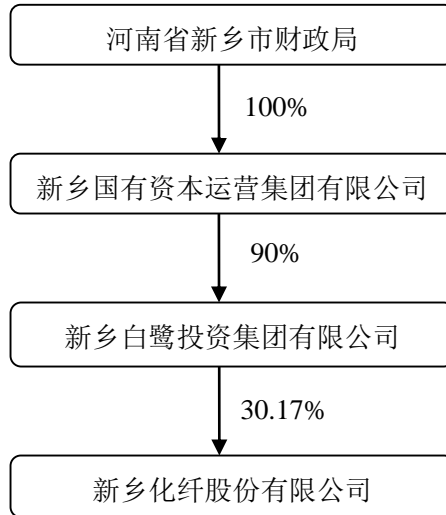 河南省新乡市财政局
100%
新乡国有资本运营集团有限公司
90%
新乡白鹭投资集团有限公司
30.17%
新乡化纤股份有限公司